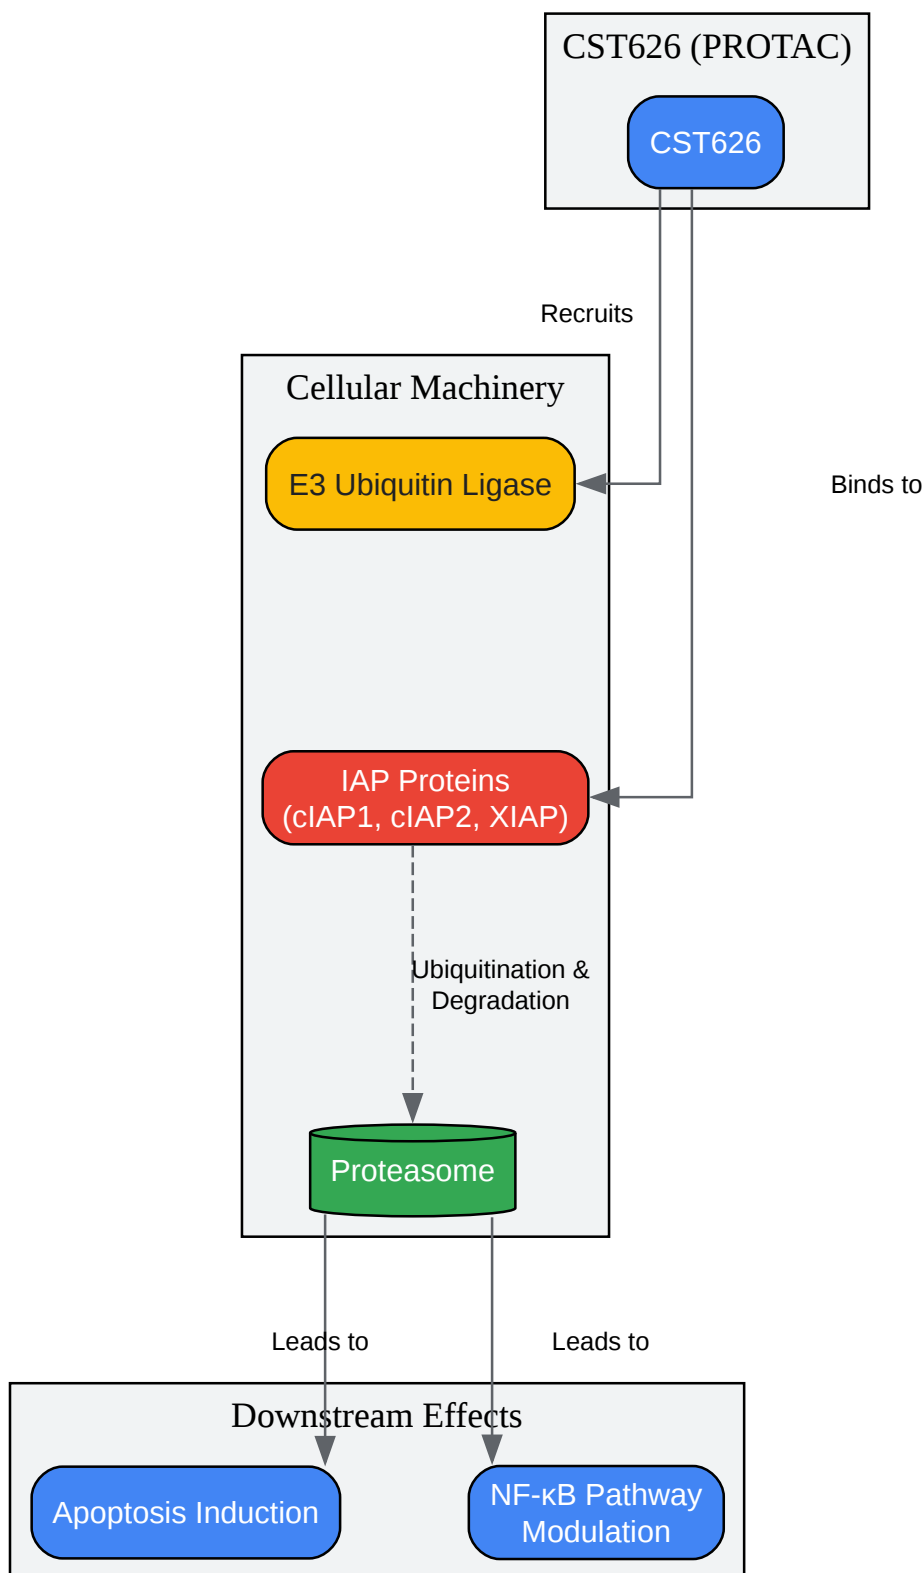 CST626 (PROTAC)
CST626
Recruits
Cellular Machinery
E3 Ubiquitin Ligase
Binds to
IAP Proteins
(cIAP1, cIAP2, XIAP)
Ubiquitination &
Degradation
Proteasome
Leads to
Leads to
Downstream Effects
Apoptosis Induction
NF-κB Pathway
Modulation